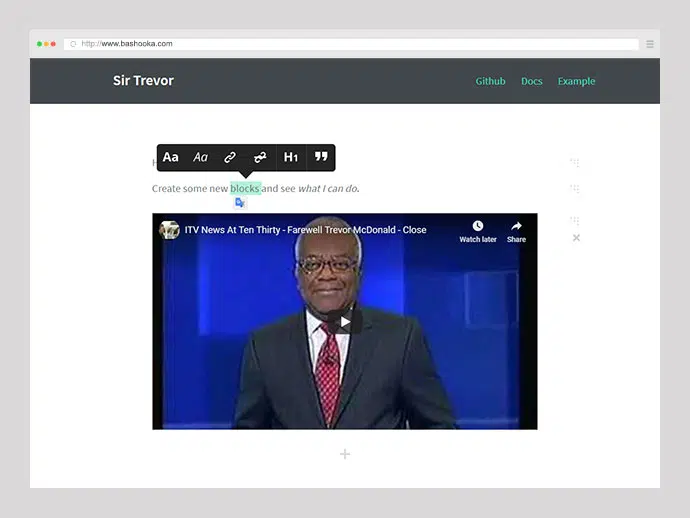 http://www.bashooka.com
Sir Trevor
Github Docs Example
Aa Aa H1 ”
Create some new blocks and see what I can do.
ITV News At Ten Thirty - Farewell Trevor McDonald - Close
Watch later Share